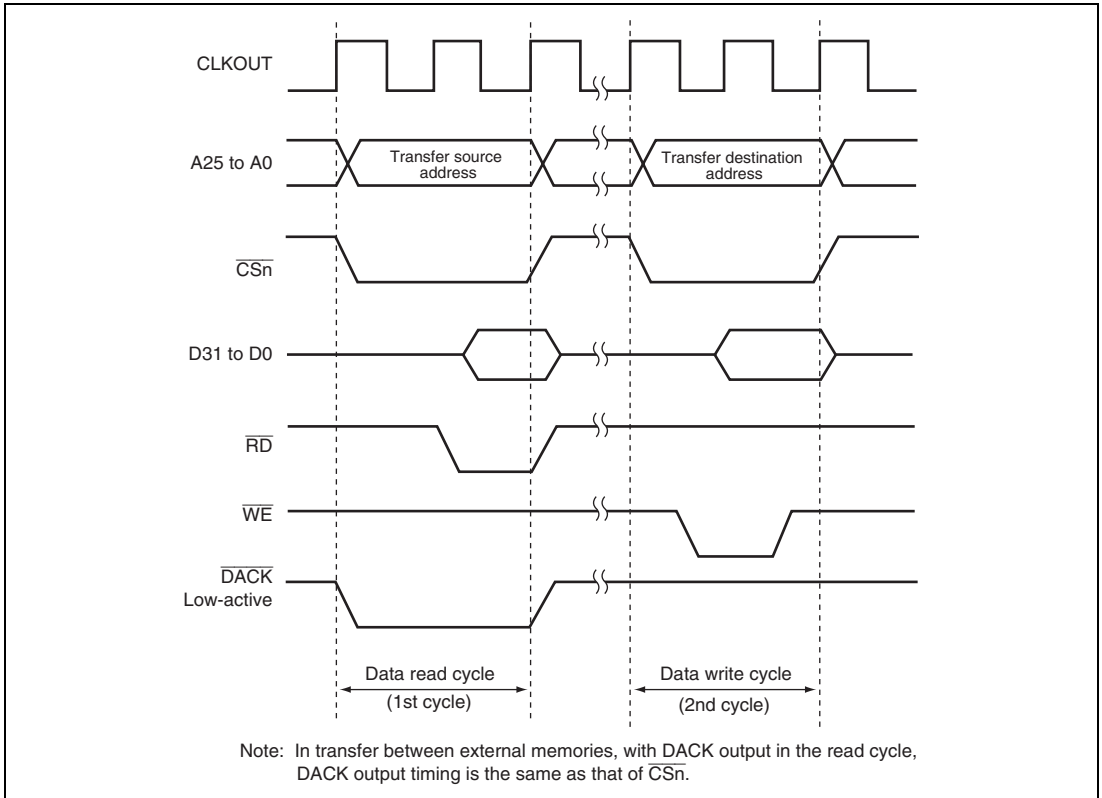 CLKOUT
A25 to A0
Transfer source
address
Transfer destination
address
CSn
D31 to D0
RD
WE
DACK
Low-active
Data read cycle
(1st cycle)
Data write cycle
(2nd cycle)
Note: In transfer between external memories, with DACK output in the read cycle,
DACK output timing is the same as that of CSn.